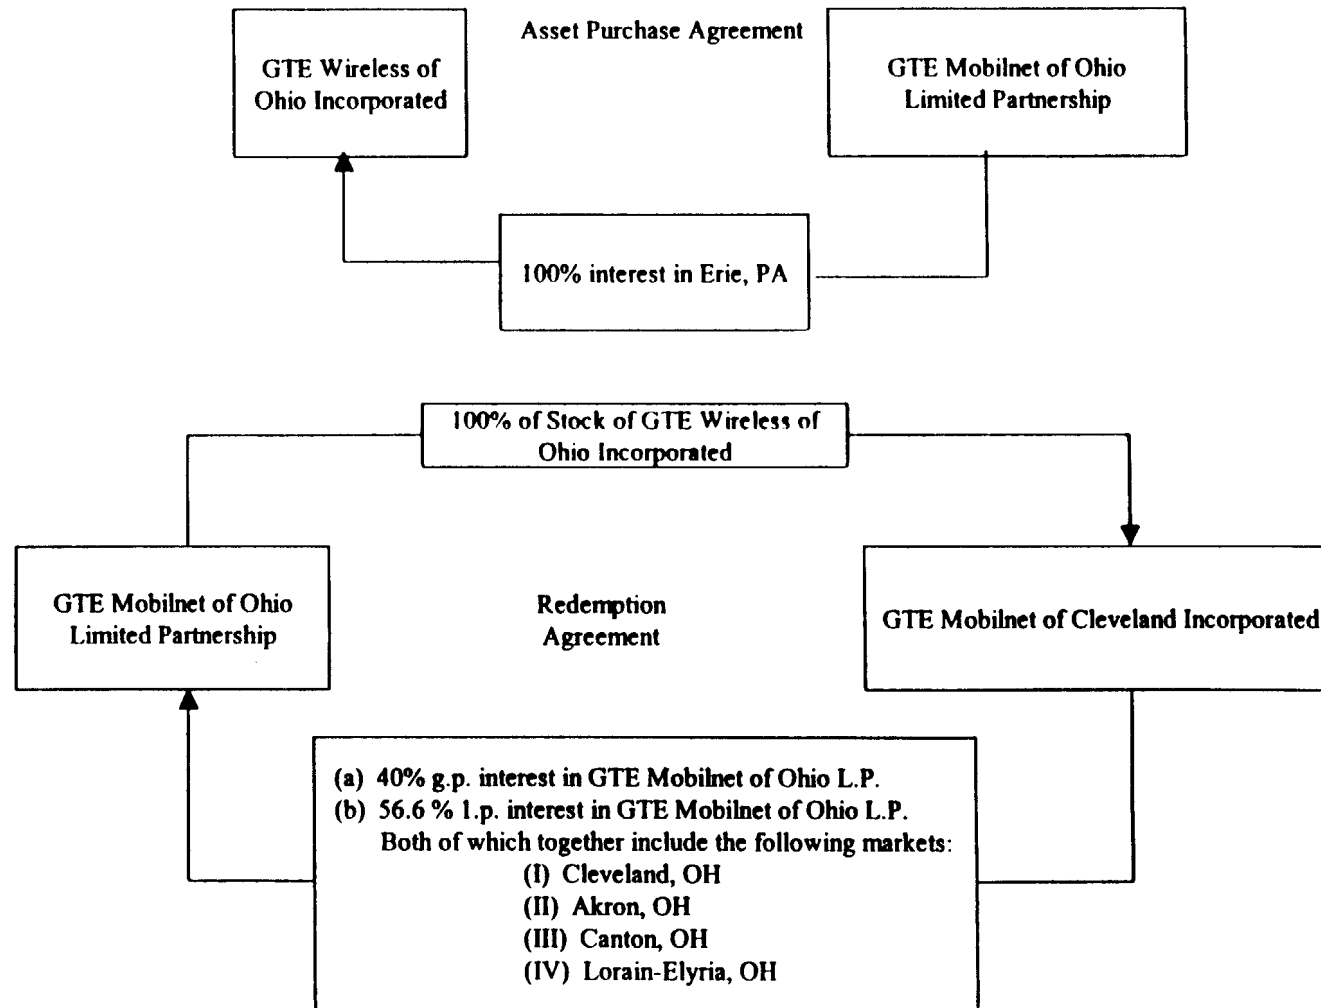 Asset Purchase Agreement
GTE Wireless of
Ohio Incorporated
GTE Mobilnet of Ohio
Limited Partnership
100% interest in Erie, PA
100% of Stock of GTE Wireless of
Ohio Incorporated
GTE Mobilnet of Ohio
Limited Partnership
Redemption
Agreement
GTE Mobilnet of Cleveland Incorporated
(a) 40% g.p. interest in GTE Mobilnet of Ohio L.P.
(b) 56.6 % l.p. interest in GTE Mobilnet of Ohio L.P.
Both of which together include the following markets:
(I) Cleveland, OH
(II) Akron, OH
(III) Canton, OH
(IV) Lorain-Elyria, OH